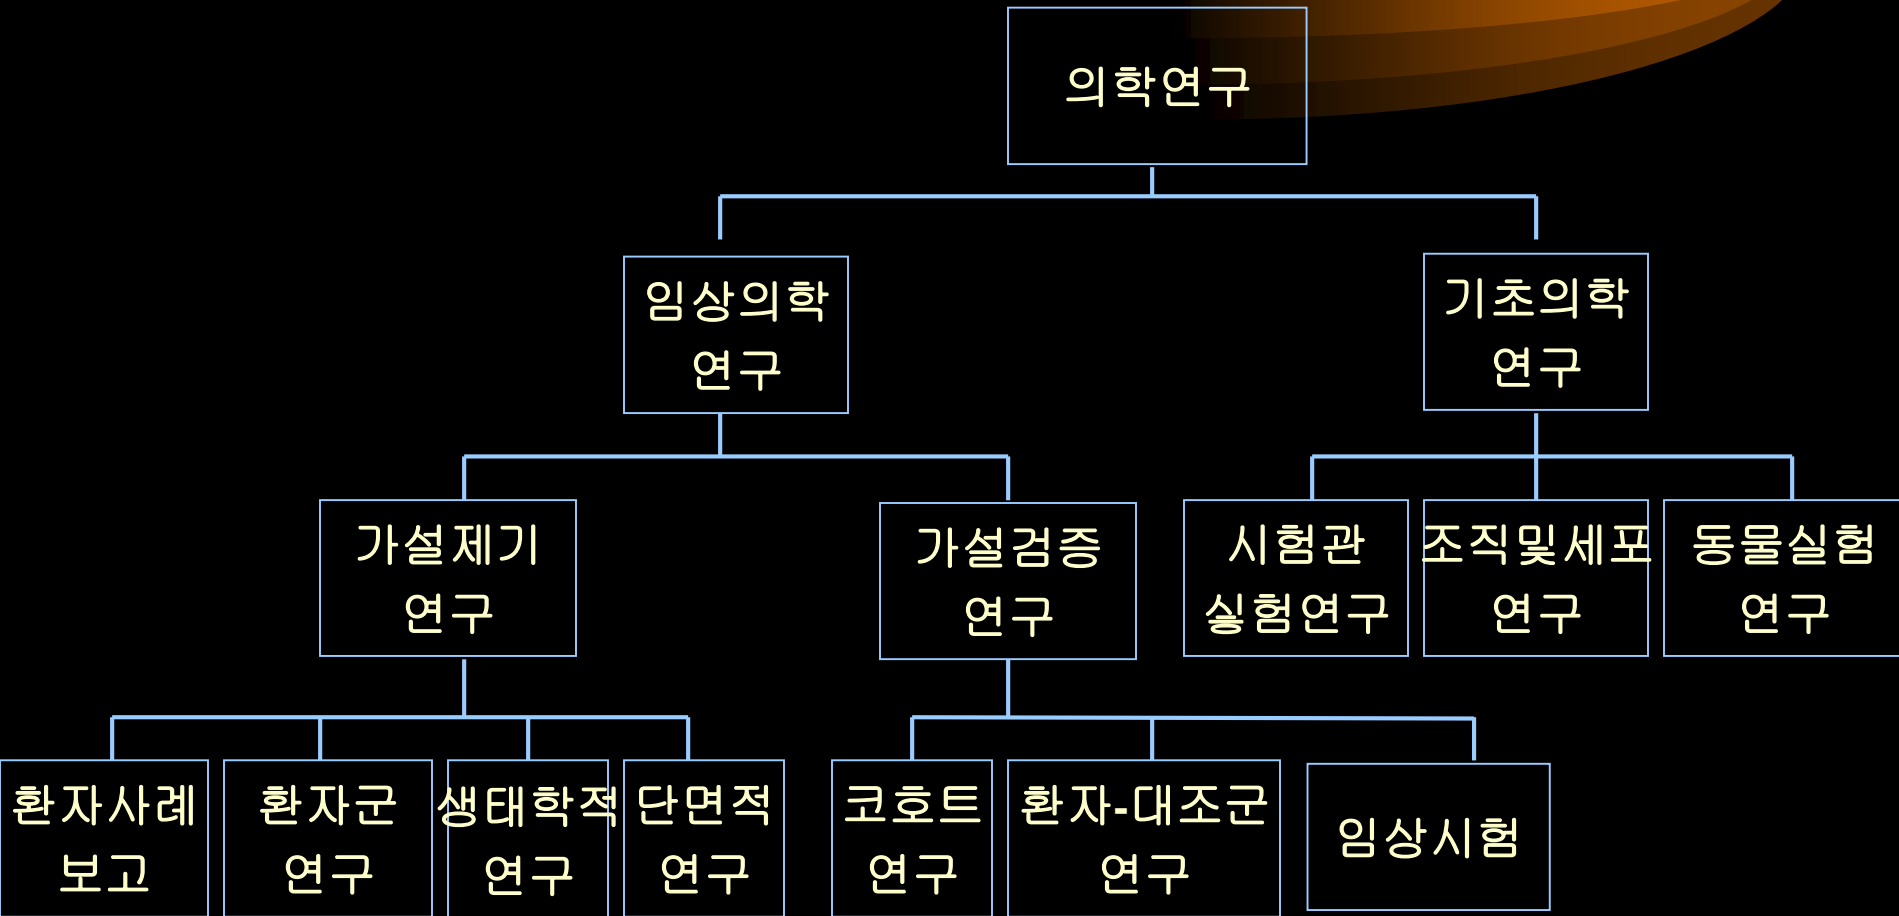 의학연구
임상의학
연구
기초의학
연구
가설제기
연구
가설검증
연구
시험관
실험연구
조직및세포
연구
동물실험
연구
환자사례
보고
환자군
연구
생태학적
연구
단면적
연구
코호트
연구
환자-대조군
연구
임상시험